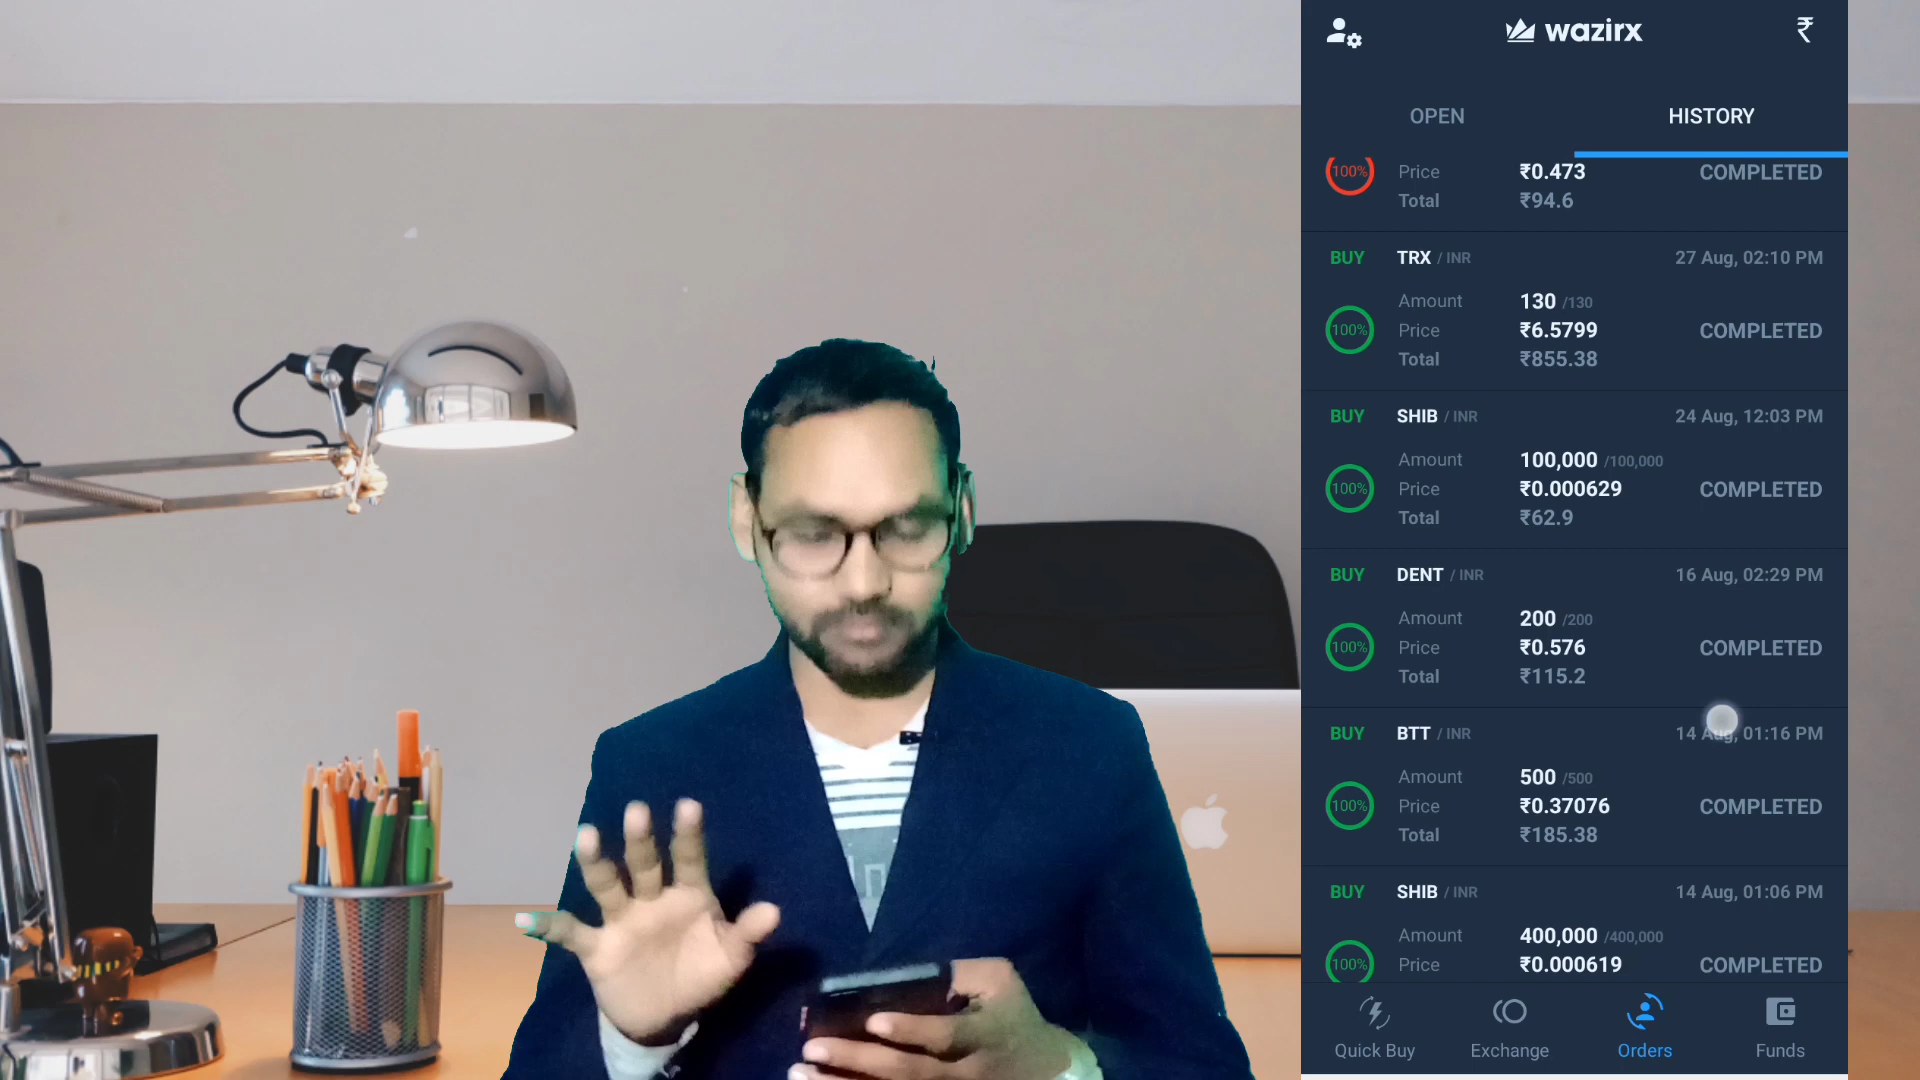 wazirx
₹
OPEN
HISTORY
100%
Price ₹0.473 COMPLETED
Total ₹94.6
BUY TRX / INR 27 Aug, 02:10 PM
Amount 130 /130
100% Price ₹6.5799 COMPLETED
Total ₹855.38
BUY SHIB / INR 24 Aug, 12:03 PM
Amount 100,000 /100,000
100% Price ₹0.000629 COMPLETED
Total ₹62.9
BUY DENT / INR 16 Aug, 02:29 PM
Amount 200 /200
100% Price ₹0.576 COMPLETED
Total ₹115.2
BUY BTT / INR 14 Aug, 01:16 PM
Amount 500 /500
100% Price ₹0.37076 COMPLETED
Total ₹185.38
BUY SHIB / INR 14 Aug, 01:06 PM
Amount 400,000 /400,000
100% Price ₹0.000619 COMPLETED
Quick Buy
Exchange
Orders
Funds